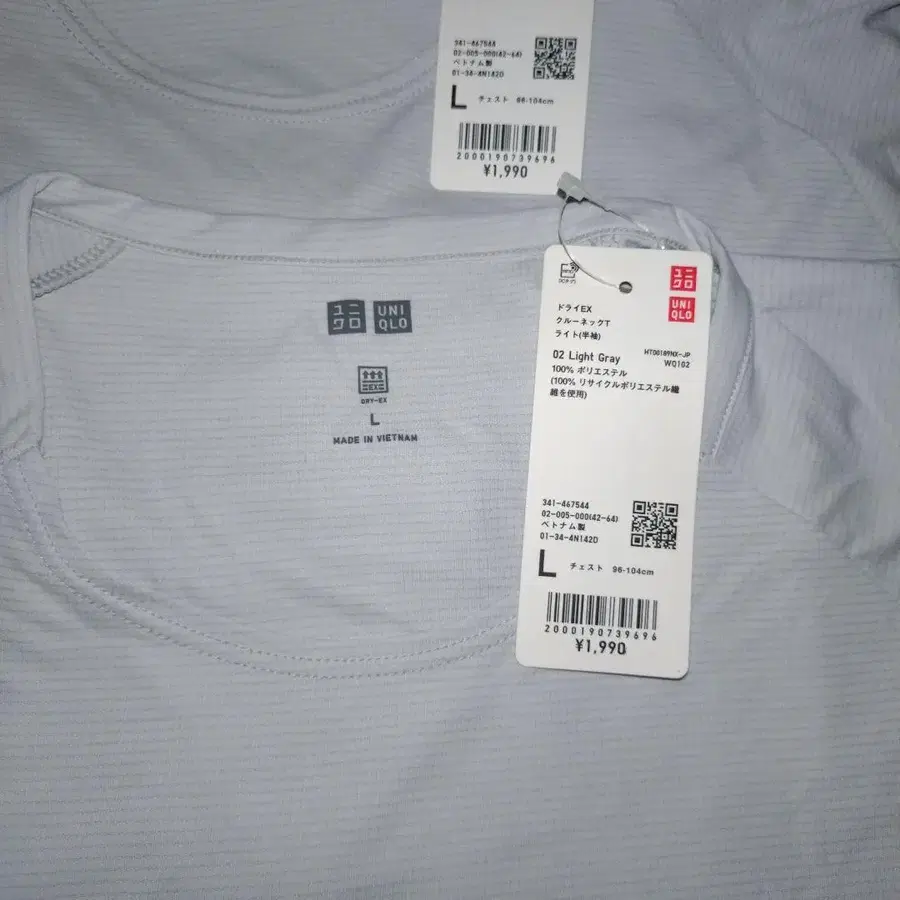 341-467544
02-005-000(42-64)
ベトナム製
01-34-4N142D
L チェスト 96-104cm
2000190739696
¥1,990
ユニ
クロ
UNI
QLO
EX
DRY-EX
L
MADE IN VIETNAM
ユニ
クロ
UNI
QLO
ドライEX
クルーネックT
ライト(半袖)
02 Light Gray
MT00189NX-JP
WQ102
100% ポリエステル
(100% リサイクルポリエステル繊
維を使用)
341-467544
02-005-000(42-64)
ベトナム製
01-34-4N142D
L チェスト 96-104cm
2000190739696
¥1,990